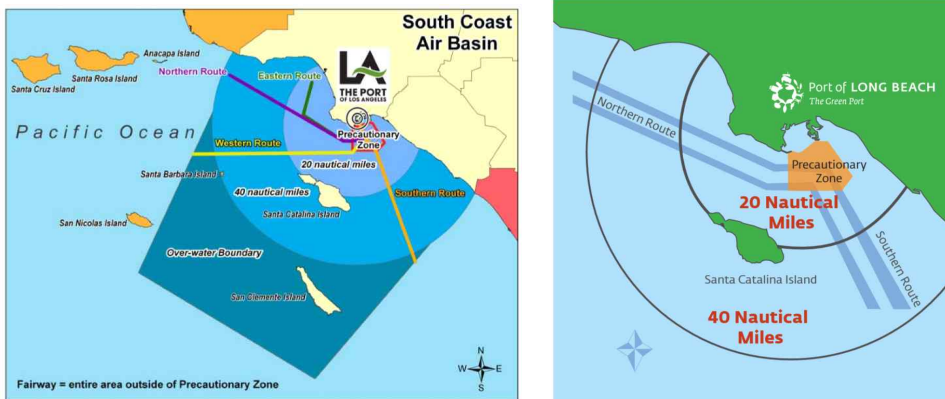 South Coast
Air Basin
Anacapa Island
Santa Rosa Island
Santa Cruz Island
Northern Route
Eastern Route
LA
THE PORT
OF LOS ANGELES
Pacific Ocean
Precautionary
Zone
Western Route
20 nautical miles
Santa Barbara Island
40 nautical miles
Southern Route
Santa Catalina Island
San Nicolas Island
Over-water Boundary
San Clemente Island
N
W
E
S
Fairway = entire area outside of Precautionary Zone
Port of LONG BEACH
The Green Port
Northern Route
Precautionary
Zone
20 Nautical
Miles
Southern Route
Santa Catalina Island
40 Nautical
Miles